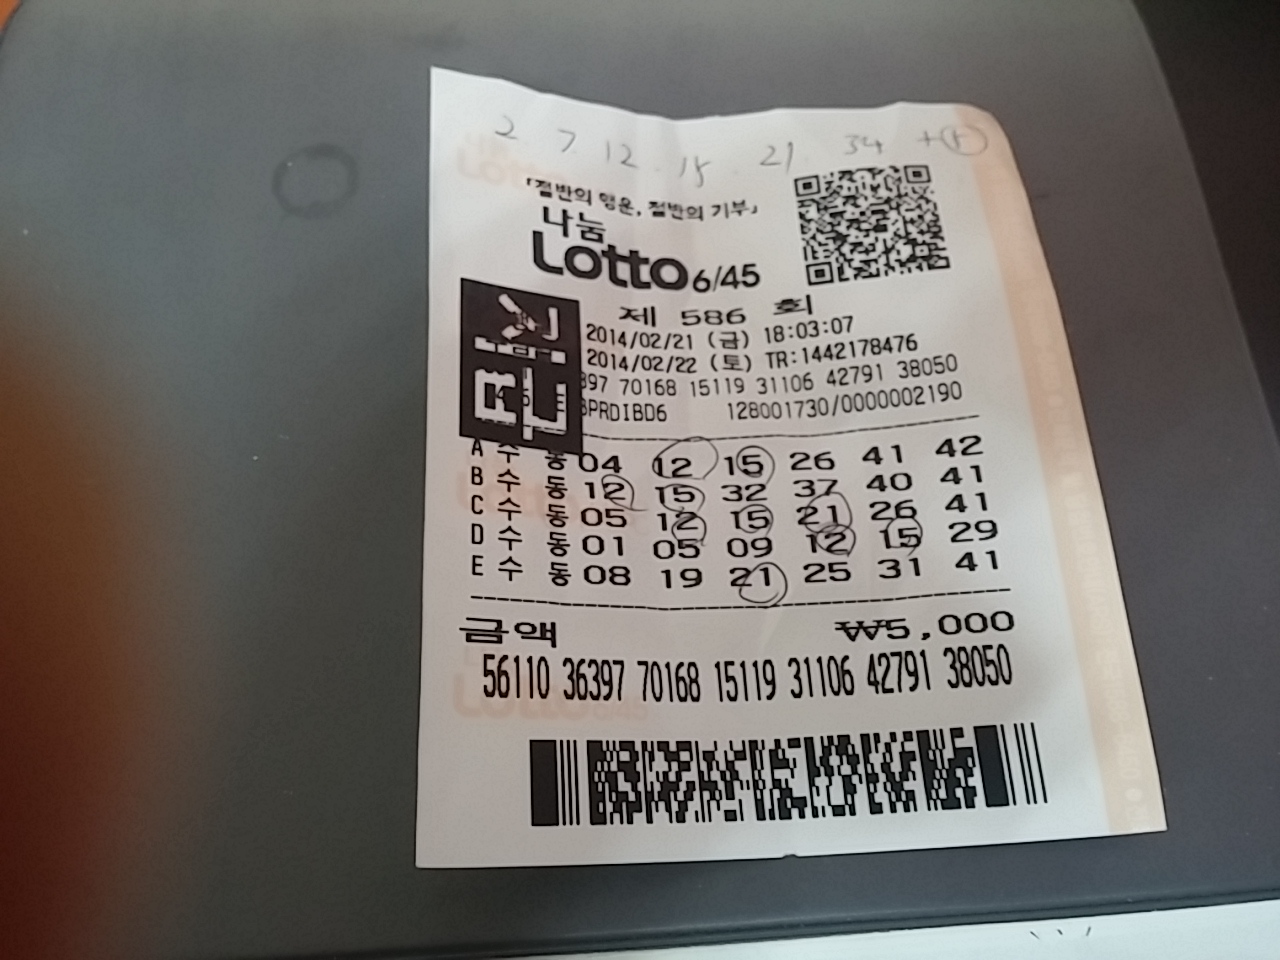 2 7 12 15 21 34 +
「절반의 행운, 절반의 기부」
나눔
Lotto 6/45
제 586 회
2014/02/21 (금) 18:03:07
2014/02/22 (토) TR:1442178476
397 70168 15119 31106 42791 38050
PRDIBD6 128001730/0000002190
A 수 동 04 12 15 26 41 42
B 수 동 12 15 32 37 40 41
C 수 동 05 12 15 21 26 41
D 수 동 01 05 09 12 15 29
E 수 동 08 19 21 25 31 41
금액 ₩5,000
56110 36397 70168 15119 31106 42791 38050